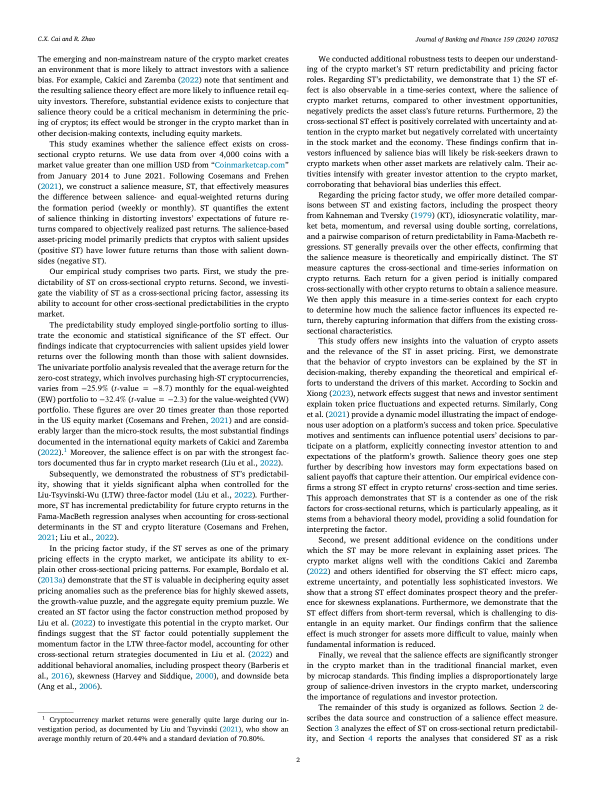 C.X. Cai and R. Zhao
Journal of Banking and Finance 159 (2024) 107052
The emerging and non-mainstream nature of the crypto market creates
an environment that is more likely to attract investors with a salience
bias. For example, Cakici and Zaremba (2022) note that sentiment and
the resulting salience theory effect are more likely to influence retail eq-
uity investors. Therefore, substantial evidence exists to conjecture that
salience theory could be a critical mechanism in determining the pric-
ing of cryptos; its effect would be stronger in the crypto market than in
other decision-making contexts, including equity markets.
This study examines whether the salience effect exists on cross-
sectional crypto returns. We use data from over 4,000 coins with a
market value greater than one million USD from “Coinmarketcap.com”
from January 2014 to June 2021. Following Cosemans and Frehen
(2021), we construct a salience measure, ST, that effectively measures
the difference between salience- and equal-weighted returns during
the formation period (weekly or monthly). ST quantifies the extent
of salience thinking in distorting investors’ expectations of future re-
turns compared to objectively realized past returns. The salience-based
asset-pricing model primarily predicts that cryptos with salient upsides
(positive ST) have lower future returns than those with salient down-
sides (negative ST).
Our empirical study comprises two parts. First, we study the pre-
dictability of ST on cross-sectional crypto returns. Second, we investi-
gate the viability of ST as a cross-sectional pricing factor, assessing its
ability to account for other cross-sectional predictabilities in the crypto
market.
The predictability study employed single-portfolio sorting to illus-
trate the economic and statistical significance of the ST effect. Our
findings indicate that cryptocurrencies with salient upsides yield lower
returns over the following month than those with salient downsides.
The univariate portfolio analysis revealed that the average return for the
zero-cost strategy, which involves purchasing high-ST cryptocurrencies,
varies from −25.9% (t-value = −8.7) monthly for the equal-weighted
(EW) portfolio to −32.4% (t-value = −2.3) for the value-weighted (VW)
portfolio. These figures are over 20 times greater than those reported
in the US equity market (Cosemans and Frehen, 2021) and are consid-
erably larger than the micro-stock results, the most substantial findings
documented in the international equity markets of Cakici and Zaremba
(2022).1 Moreover, the salience effect is on par with the strongest fac-
tors documented thus far in crypto market research (Liu et al., 2022).
Subsequently, we demonstrated the robustness of ST’s predictabil-
ity, showing that it yields significant alpha when controlled for the
Liu-Tsyvinski-Wu (LTW) three-factor model (Liu et al., 2022). Further-
more, ST has incremental predictability for future crypto returns in the
Fama-MacBeth regression analyses when accounting for cross-sectional
determinants in the ST and crypto literature (Cosemans and Frehen,
2021; Liu et al., 2022).
In the pricing factor study, if the ST serves as one of the primary
pricing effects in the crypto market, we anticipate its ability to ex-
plain other cross-sectional pricing patterns. For example, Bordalo et al.
(2013a) demonstrate that the ST is valuable in deciphering equity asset
pricing anomalies such as the preference bias for highly skewed assets,
the growth-value puzzle, and the aggregate equity premium puzzle. We
created an ST factor using the factor construction method proposed by
Liu et al. (2022) to investigate this potential in the crypto market. Our
findings suggest that the ST factor could potentially supplement the
momentum factor in the LTW three-factor model, accounting for other
cross-sectional return strategies documented in Liu et al. (2022) and
additional behavioral anomalies, including prospect theory (Barberis et
al., 2016), skewness (Harvey and Siddique, 2000), and downside beta
(Ang et al., 2006).
1 Cryptocurrency market returns were generally quite large during our in-
vestigation period, as documented by Liu and Tsyvinski (2021), who show an
average monthly return of 20.44% and a standard deviation of 70.80%.
We conducted additional robustness tests to deepen our understand-
ing of the crypto market’s ST return predictability and pricing factor
roles. Regarding ST’s predictability, we demonstrate that 1) the ST ef-
fect is also observable in a time-series context, where the salience of
crypto market returns, compared to other investment opportunities,
negatively predicts the asset class’s future returns. Furthermore, 2) the
cross-sectional ST effect is positively correlated with uncertainty and at-
tention in the crypto market but negatively correlated with uncertainty
in the stock market and the economy. These findings confirm that in-
vestors influenced by salience bias will likely be risk-seekers drawn to
crypto markets when other asset markets are relatively calm. Their ac-
tivities intensify with greater investor attention to the crypto market,
corroborating that behavioral bias underlies this effect.
Regarding the pricing factor study, we offer more detailed compar-
isons between ST and existing factors, including the prospect theory
from Kahneman and Tversky (1979) (KT), idiosyncratic volatility, mar-
ket beta, momentum, and reversal using double sorting, correlations,
and a pairwise comparison of return predictability in Fama-Macbeth re-
gressions. ST generally prevails over the other effects, confirming that
the salience measure is theoretically and empirically distinct. The ST
measure captures the cross-sectional and time-series information on
crypto returns. Each return for a given period is initially compared
cross-sectionally with other crypto returns to obtain a salience measure.
We then apply this measure in a time-series context for each crypto
to determine how much the salience factor influences its expected re-
turn, thereby capturing information that differs from the existing cross-
sectional characteristics.
This study offers new insights into the valuation of crypto assets
and the relevance of the ST in asset pricing. First, we demonstrate
that the behavior of crypto investors can be explained by the ST in
decision-making, thereby expanding the theoretical and empirical ef-
forts to understand the drivers of this market. According to Sockin and
Xiong (2023), network effects suggest that news and investor sentiment
explain token price fluctuations and expected returns. Similarly, Cong
et al. (2021) provide a dynamic model illustrating the impact of endoge-
nous user adoption on a platform’s success and token price. Speculative
motives and sentiments can influence potential users’ decisions to par-
ticipate on a platform, explicitly connecting investor attention to and
expectations of the platform’s growth. Salience theory goes one step
further by describing how investors may form expectations based on
salient payoffs that capture their attention. Our empirical evidence con-
firms a strong ST effect in crypto returns’ cross-section and time series.
This approach demonstrates that ST is a contender as one of the risk
factors for cross-sectional returns, which is particularly appealing, as it
stems from a behavioral theory model, providing a solid foundation for
interpreting the factor.
Second, we present additional evidence on the conditions under
which the ST may be more relevant in explaining asset prices. The
crypto market aligns well with the conditions Cakici and Zaremba
(2022) and others identified for observing the ST effect: micro caps,
extreme uncertainty, and potentially less sophisticated investors. We
show that a strong ST effect dominates prospect theory and the prefer-
ence for skewness explanations. Furthermore, we demonstrate that the
ST effect differs from short-term reversal, which is challenging to dis-
entangle in an equity market. Our findings confirm that the salience
effect is much stronger for assets more difficult to value, mainly when
fundamental information is reduced.
Finally, we reveal that the salience effects are significantly stronger
in the crypto market than in the traditional financial market, even
by microcap standards. This finding implies a disproportionately large
group of salience-driven investors in the crypto market, underscoring
the importance of regulations and investor protection.
The remainder of this study is organized as follows. Section 2 de-
scribes the data source and construction of a salience effect measure.
Section 3 analyzes the effect of ST on cross-sectional return predictabil-
ity, and Section 4 reports the analyses that considered ST as a risk
2